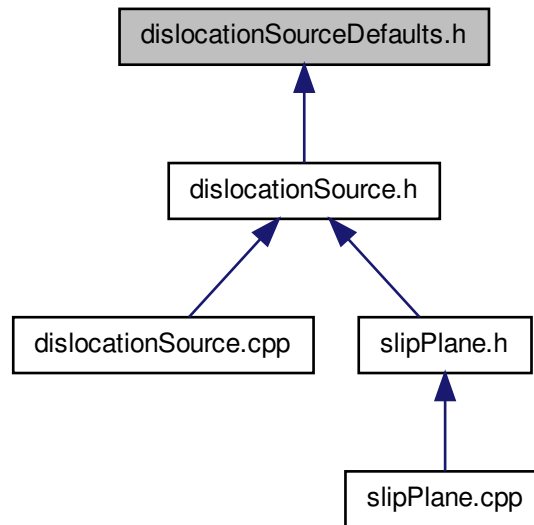 dislocationSourceDefaults.h
dislocationSource.h
dislocationSource.cpp
slipPlane.h
slipPlane.cpp